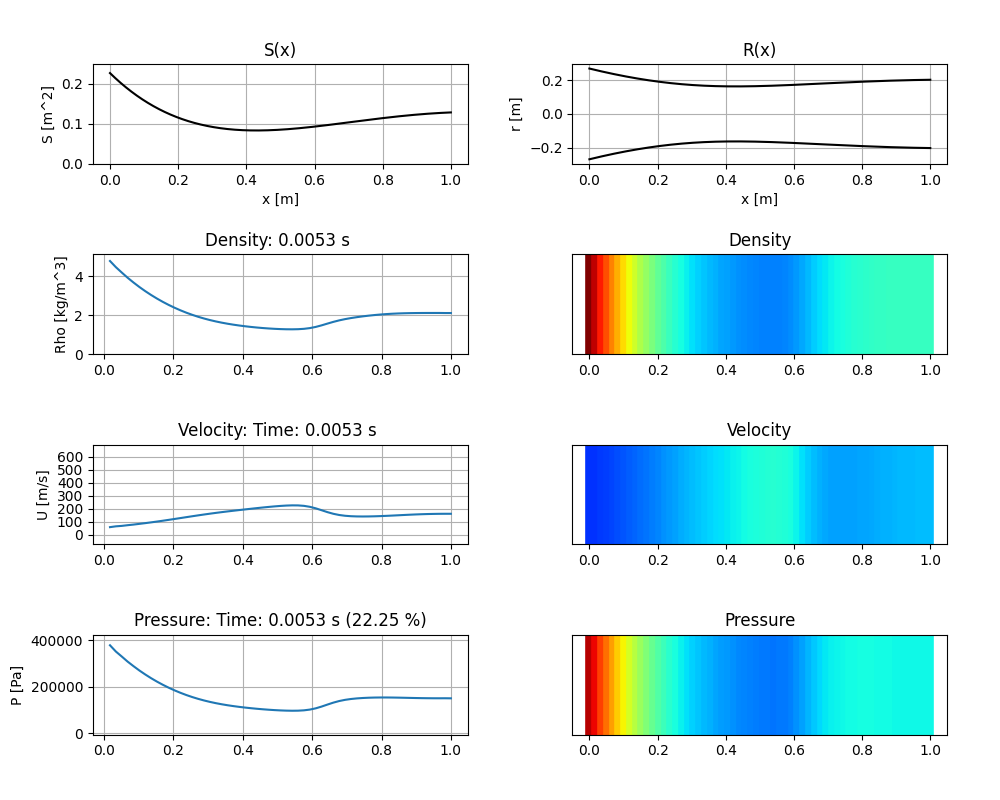 S(x)
S [m^2]
0.2
0.1
0.0
0.0 0.2 0.4 0.6 0.8 1.0
x [m]
R(x)
r [m]
0.2
0.0
−0.2
0.0 0.2 0.4 0.6 0.8 1.0
x [m]
Density: 0.0053 s
Rho [kg/m^3]
4
2
0
0.0 0.2 0.4 0.6 0.8 1.0
Density
0.0 0.2 0.4 0.6 0.8 1.0
Velocity: Time: 0.0053 s
U [m/s]
600
500
400
300
200
100
0
0.0 0.2 0.4 0.6 0.8 1.0
Velocity
0.0 0.2 0.4 0.6 0.8 1.0
Pressure: Time: 0.0053 s (22.25 %)
P [Pa]
400000
200000
0
0.0 0.2 0.4 0.6 0.8 1.0
Pressure
0.0 0.2 0.4 0.6 0.8 1.0